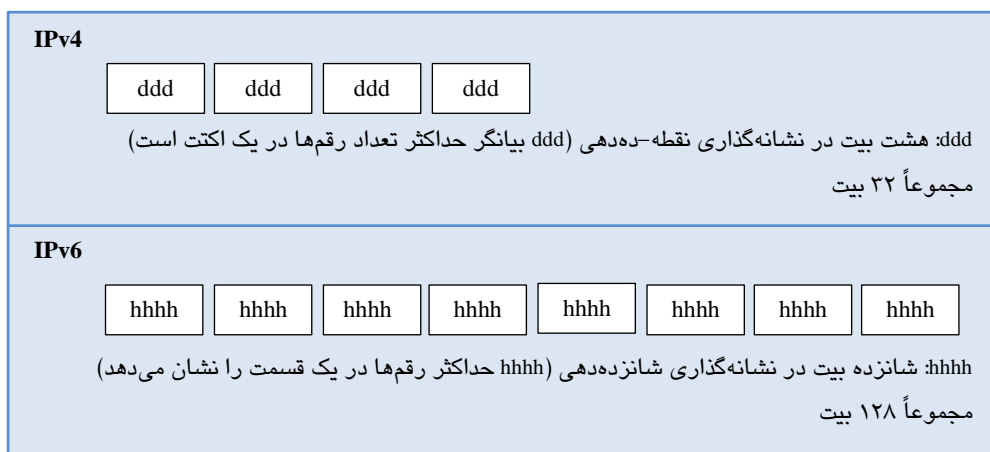 IPv4
ddd ddd ddd ddd
ddd: هشت بیت در نشانه‌گذاری نقطه-ده‌دهی (ddd بیانگر حداکثر تعداد رقم‌ها در یک اکتت است)
مجموعاً ۳۲ بیت
IPv6
hhhh hhhh hhhh hhhh hhhh hhhh hhhh hhhh
hhhh: شانزده بیت در نشانه‌گذاری شانزده‌دهی (hhhh حداکثر رقم‌ها در یک قسمت را نشان می‌دهد)
مجموعاً ۱۲۸ بیت